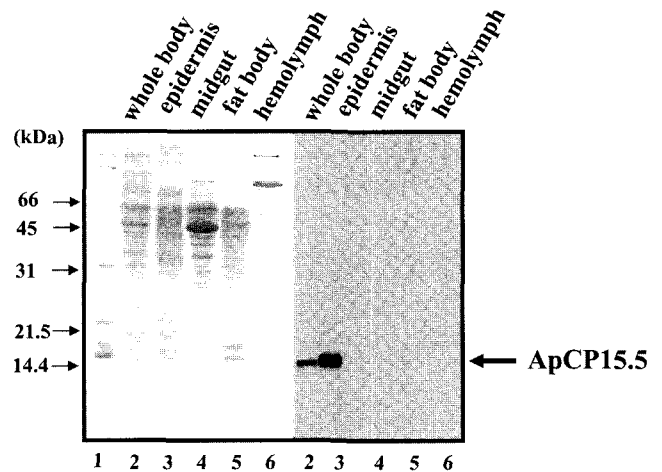 whole body
epidermis
midgut
fat body
hemolymph
whole body
epidermis
midgut
fat body
hemolymph
(kDa)
66
45
31
21.5
14.4
ApCP15.5
1 2 3 4 5 6 2 3 4 5 6